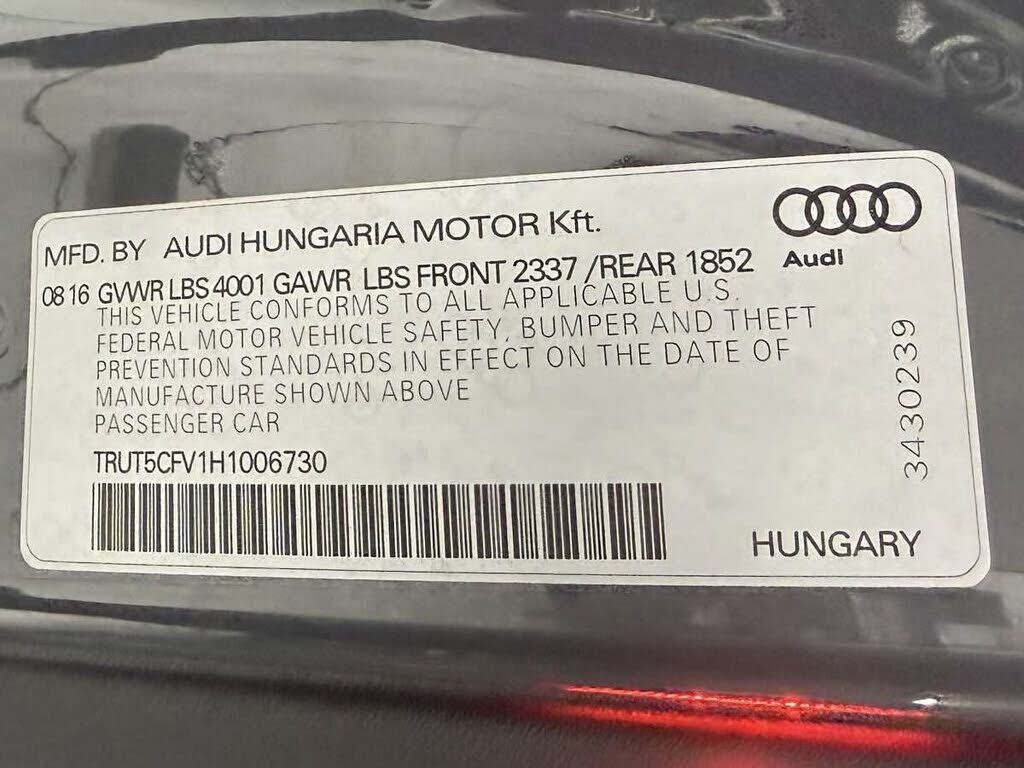 MFD. BY AUDI HUNGARIA MOTOR Kft.
Audi
08 16 GVWR LBS 4001 GAWR LBS FRONT 2337 /REAR 1852
THIS VEHICLE CONFORMS TO ALL APPLICABLE U.S.
FEDERAL MOTOR VEHICLE SAFETY, BUMPER AND THEFT
PREVENTION STANDARDS IN EFFECT ON THE DATE OF
MANUFACTURE SHOWN ABOVE
PASSENGER CAR
TRUT5CFV1H1006730
3430239
HUNGARY